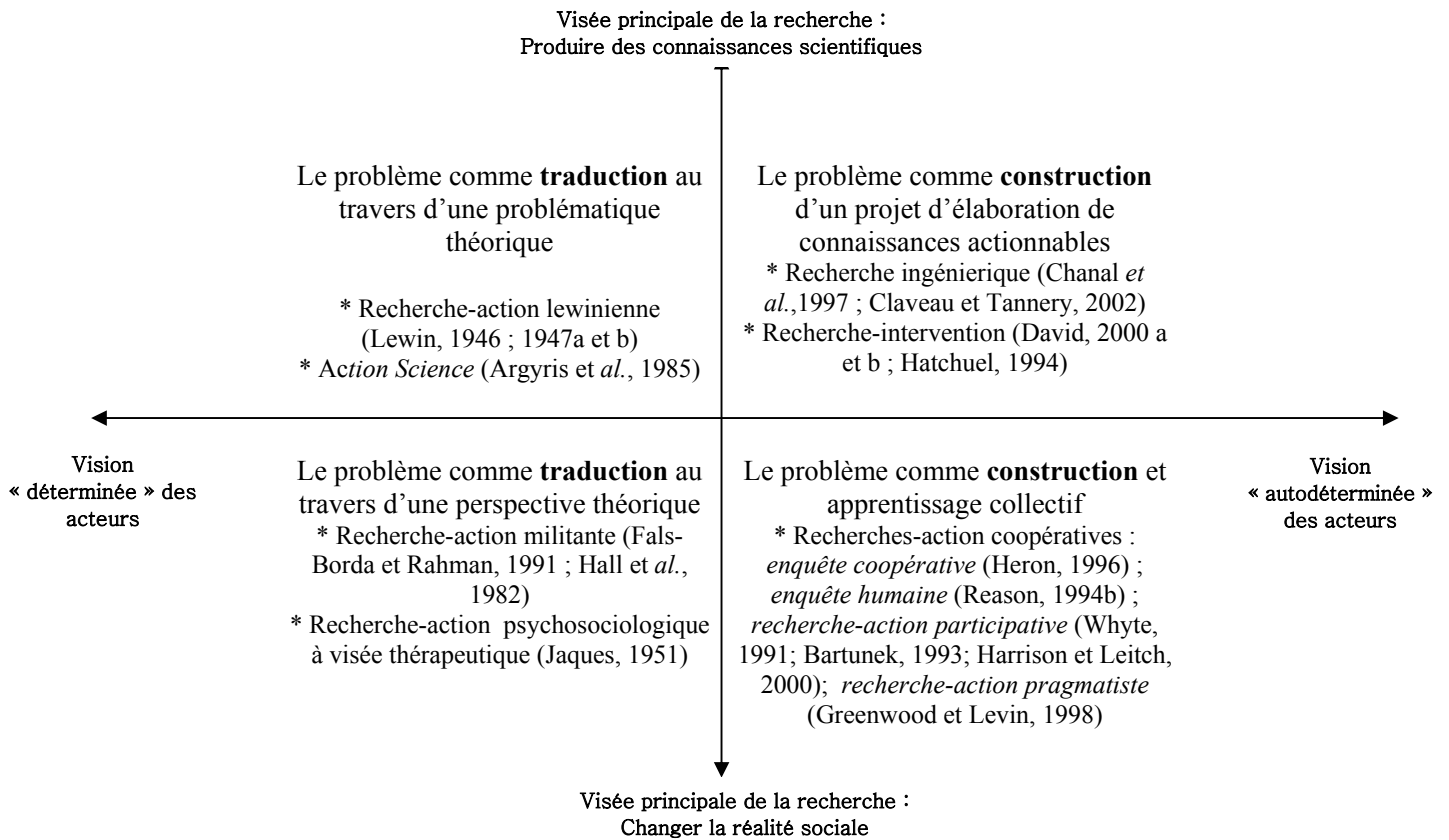 Visée principale de la recherche :
Produire des connaissances scientifiques
Le problème comme traduction au
travers d'une problématique
théorique
* Recherche-action lewinienne
(Lewin, 1946 ; 1947a et b)
* Action Science (Argyris et al., 1985)
Le problème comme construction
d'un projet d'élaboration de
connaissances actionnables
* Recherche ingénierique (Chanal et
al.,1997 ; Claveau et Tannery, 2002)
* Recherche-intervention (David, 2000 a
et b ; Hatchuel, 1994)
Vision
« déterminée » des
acteurs
Le problème comme traduction au
travers d'une perspective théorique
* Recherche-action militante (Fals-
Borda et Rahman, 1991 ; Hall et al.,
1982)
* Recherche-action psychosociologique
à visée thérapeutique (Jaques, 1951)
Le problème comme construction et
apprentissage collectif
* Recherches-action coopératives :
enquête coopérative (Heron, 1996) ;
enquête humaine (Reason, 1994b) ;
recherche-action participative (Whyte,
1991; Bartunek, 1993; Harrison et Leitch,
2000); recherche-action pragmatiste
(Greenwood et Levin, 1998)
Vision
« autodéterminée »
des acteurs
Visée principale de la recherche :
Changer la réalité sociale